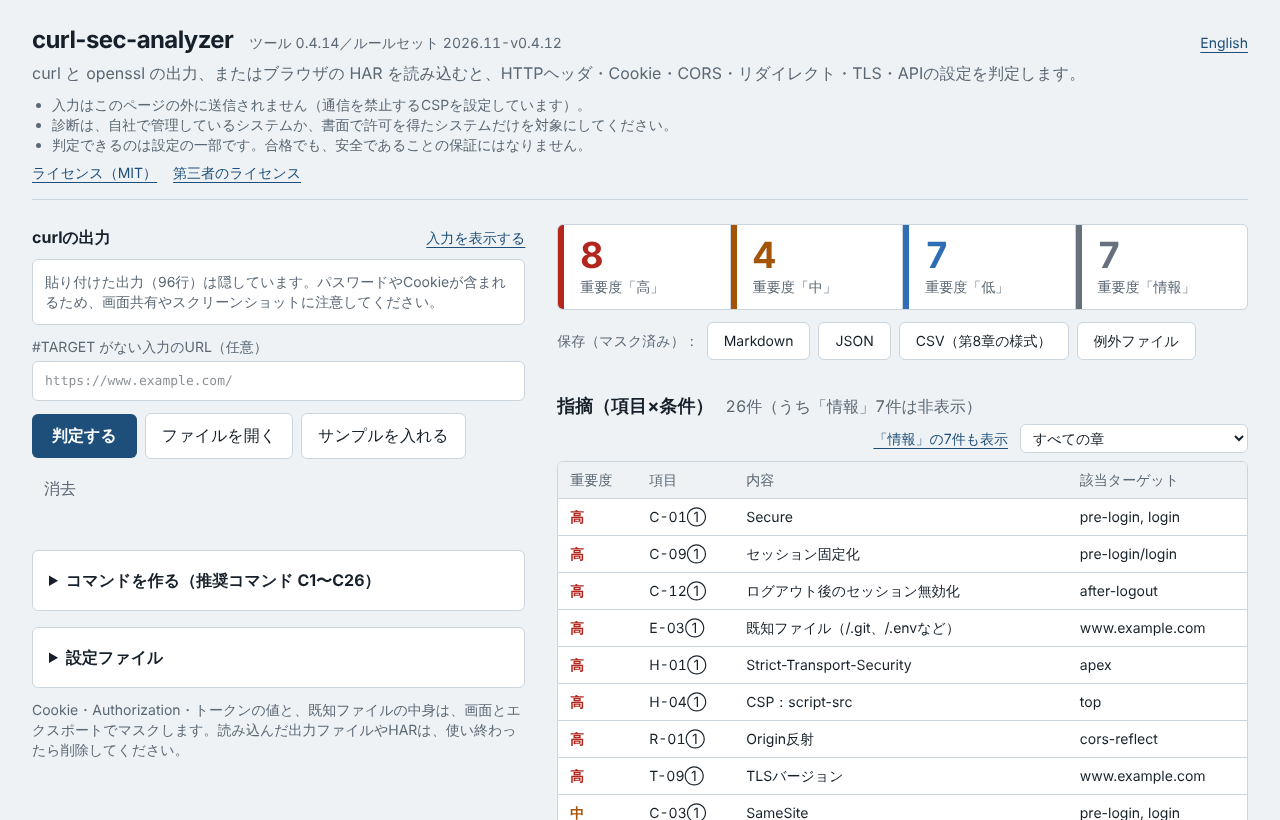 curl-sec-analyzer ツール 0.4.14／ルールセット 2026.11-v0.4.12 English
curl と openssl の出力、またはブラウザの HAR を読み込むと、HTTPヘッダ・Cookie・CORS・リダイレクト・TLS・APIの設定を判定します。
• 入力はこのページの外に送信されません（通信を禁止するCSPを設定しています）。
• 診断は、自社で管理しているシステムか、書面で許可を得たシステムだけを対象にしてください。
• 判定できるのは設定の一部です。合格でも、安全であることの保証にはなりません。
ライセンス（MIT） 第三者のライセンス
curlの出力 入力を表示する
貼り付けた出力（96行）は隠しています。パスワードやCookieが含まれ
るため、画面共有やスクリーンショットに注意してください。
#TARGET がない入力のURL（任意）
https://www.example.com/
判定する ファイルを開く サンプルを入れる
消去
▶ コマンドを作る（推奨コマンド C1〜C26）
▶ 設定ファイル
Cookie・Authorization・トークンの値と、既知ファイルの中身は、画面とエ
クスポートでマスクします。読み込んだ出力ファイルやHARは、使い終わっ
たら削除してください。
8 4 7 7
重要度「高」 重要度「中」 重要度「低」 重要度「情報」
保存（マスク済み）： Markdown JSON CSV（第8章の様式） 例外ファイル
指摘（項目×条件） 26件（うち「情報」7件は非表示）
「情報」の7件も表示 すべての章
重要度 項目 内容 該当ターゲット
高 C-01① Secure pre-login, login
高 C-09① セッション固定化 pre-login/login
高 C-12① ログアウト後のセッション無効化 after-logout
高 E-03① 既知ファイル（/.git、/.envなど） www.example.com
高 H-01① Strict-Transport-Security apex
高 H-04① CSP：script-src top
高 R-01① Origin反射 cors-reflect
高 T-09① TLSバージョン www.example.com
中 C-03① SameSite pre-login, login